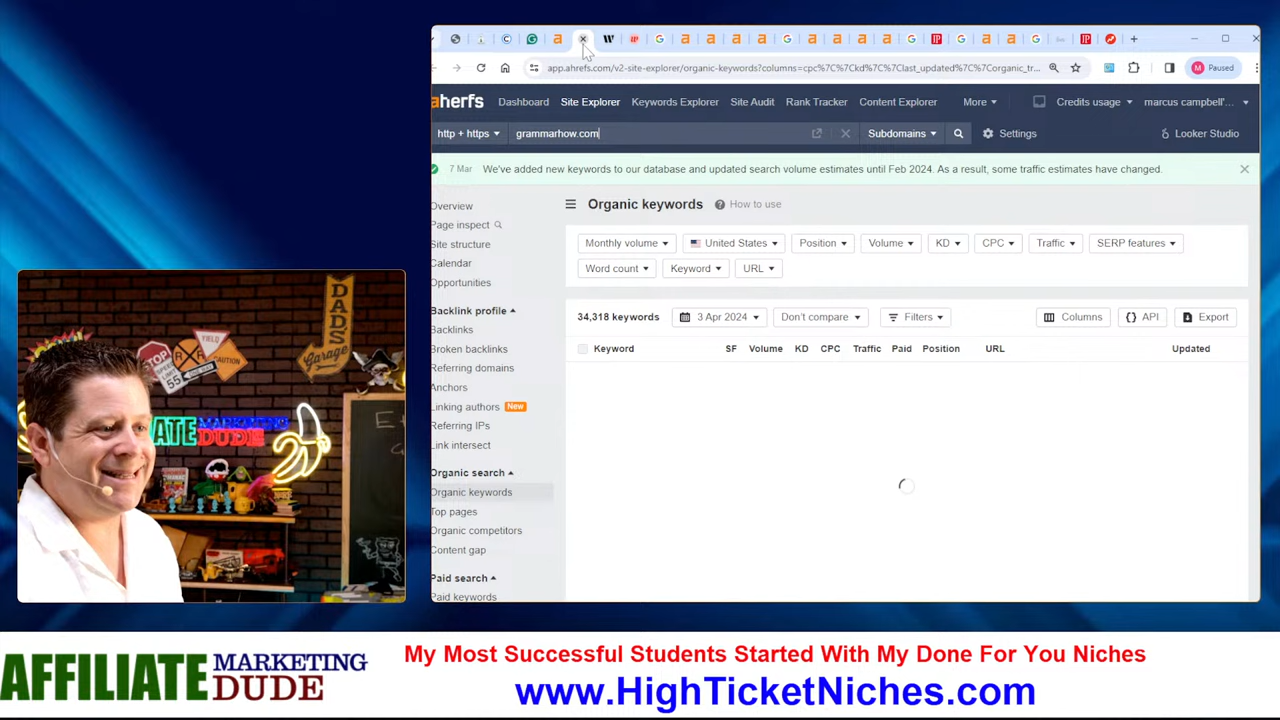 app.ahrefs.com/v2-site-explorer/organic-keywords?columns=cpc%7C%7Ckd%7C%7Clast_updated%7C%7Corganic_tr...
Paused
aherfs
Dashboard
Site Explorer
Keywords Explorer
Site Audit
Rank Tracker
Content Explorer
More
Credits usage
marcus campbell'...
http + https
grammarhow.com
Subdomains
Settings
Looker Studio
7 Mar
We've added new keywords to our database and updated search volume estimates until Feb 2024. As a result, some traffic estimates have changed.
Overview
Page inspect
Site structure
Calendar
Opportunities
Backlink profile
Backlinks
Broken backlinks
Referring domains
Anchors
Linking authors New
Referring IPs
Link intersect
Organic search
Organic keywords
Top pages
Organic competitors
Content gap
Paid search
Paid keywords
Organic keywords
How to use
Monthly volume
United States
Position
Volume
KD
CPC
Traffic
SERP features
Word count
Keyword
URL
34,318 keywords
3 Apr 2024
Don't compare
Filters
Columns
API
Export
Keyword SF Volume KD CPC Traffic Paid Position URL Updated
DADS
Garage
STOP
YIELD
R R
CAUTION
SPEED
LIMIT
55
ATE MARKETING
DUDE
AFFILIATE MARKETING
DUDE
My Most Successful Students Started With My Done For You Niches
www.HighTicketNiches.com